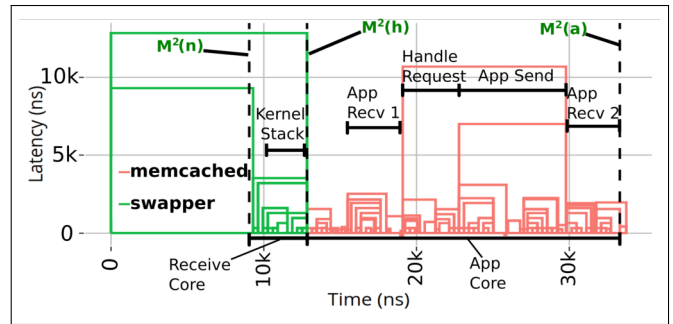 M²(n)
M²(h)
M²(a)
Handle
Request
App Send
App
Recv 1
App
Recv 2
Kernel
Stack
Latency (ns)
10k
5k
0
memcached
swapper
Receive
Core
App
Core
0
10k
20k
30k
Time (ns)